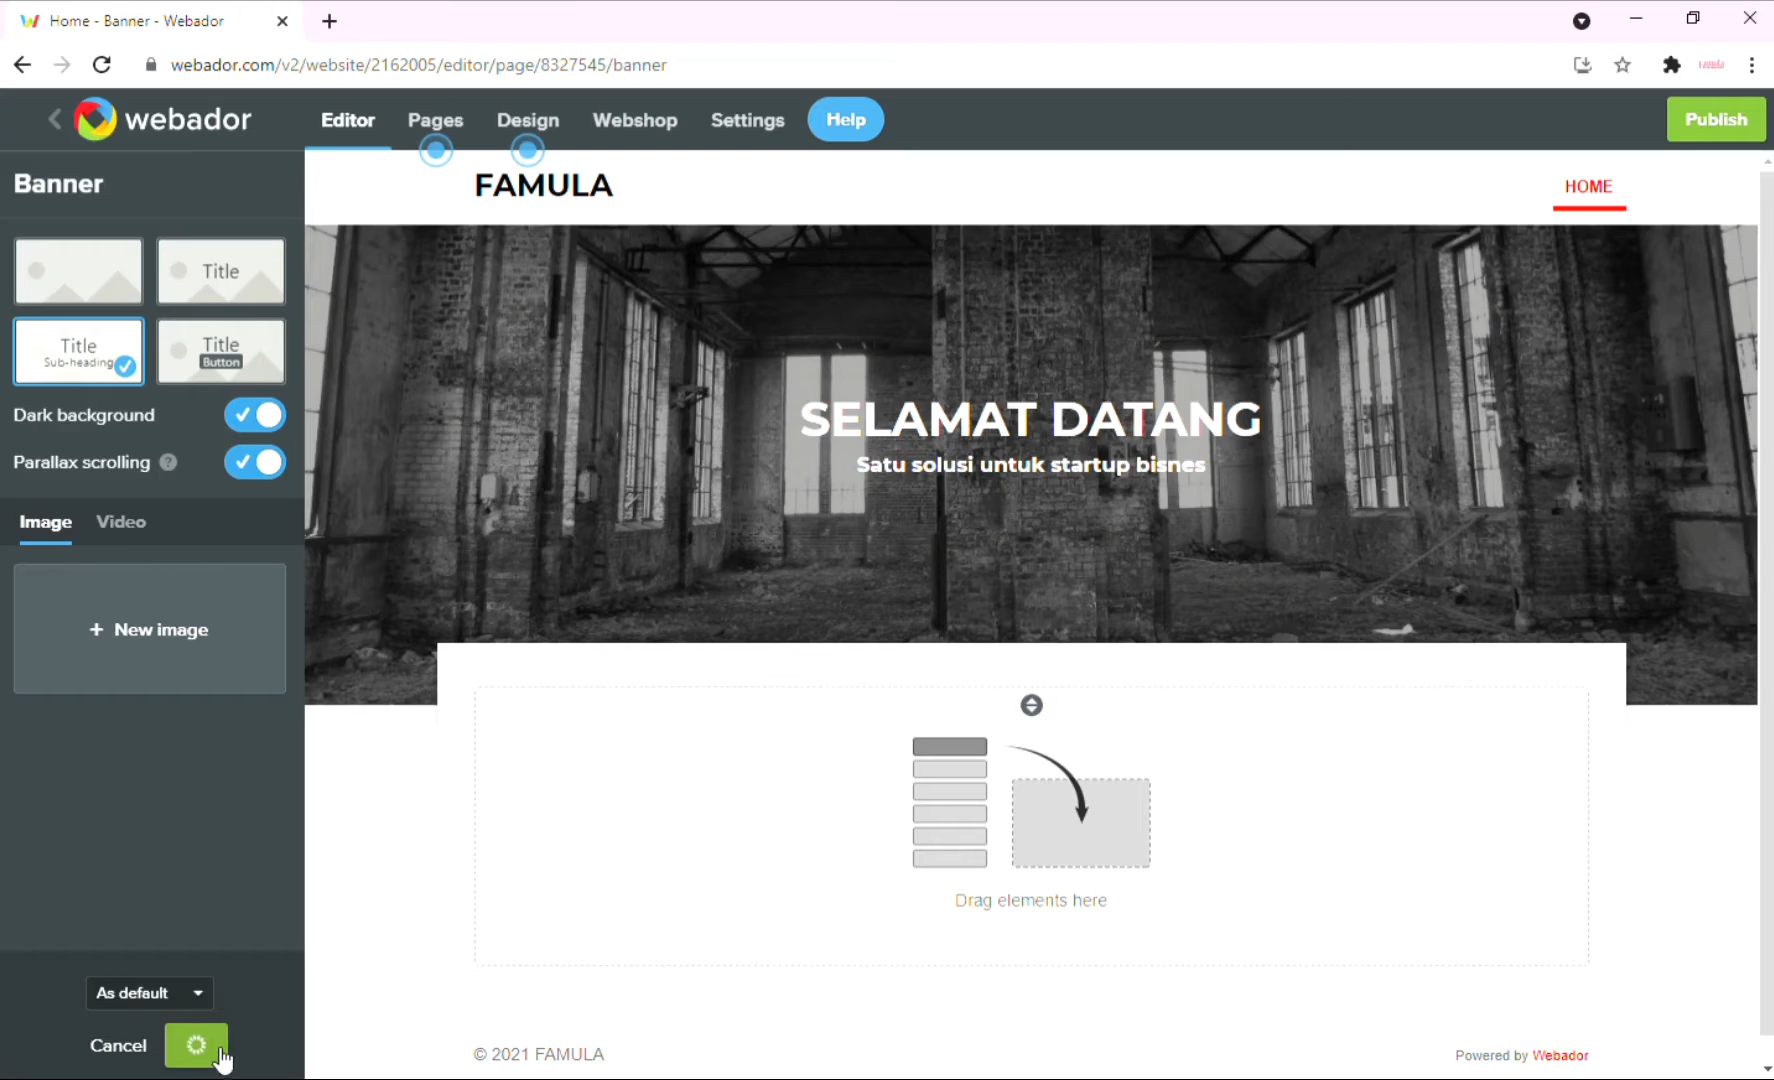 Home - Banner - Webador
webador.com/v2/website/2162005/editor/page/8327545/banner
webador
Editor
Pages
Design
Webshop
Settings
Help
Publish
Banner
Title
Title
Sub-heading
Title
Button
Dark background
Parallax scrolling ?
Image
Video
+ New image
As default
Cancel
FAMULA
HOME
SELAMAT DATANG
Satu solusi untuk startup bisnes
Drag elements here
© 2021 FAMULA
Powered by Webador